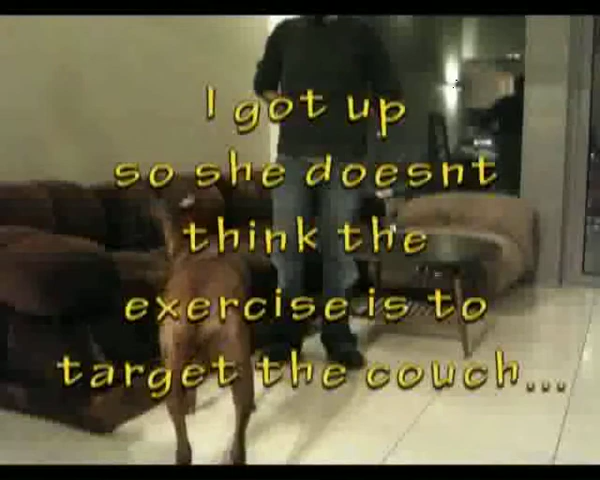 I got up
so she doesnt
think the
exercise is to
target the couch...